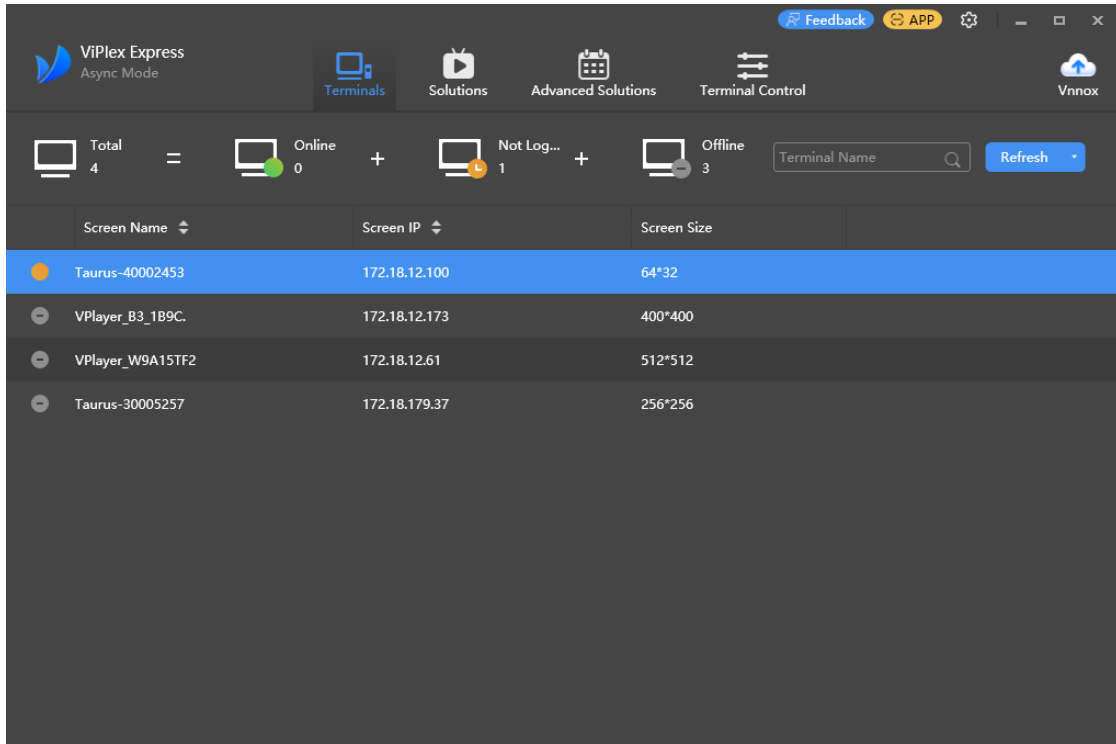 Feedback APP
ViPlex Express
Async Mode
Terminals Solutions Advanced Solutions Terminal Control Vnnox
Total Online Not Log... Offline
4 = 0 + 1 + 3 Terminal Name Refresh
Screen Name Screen IP Screen Size
Taurus-40002453 172.18.12.100 64*32
VPlayer_B3_1B9C. 172.18.12.173 400*400
VPlayer_W9A15TF2 172.18.12.61 512*512
Taurus-30005257 172.18.179.37 256*256